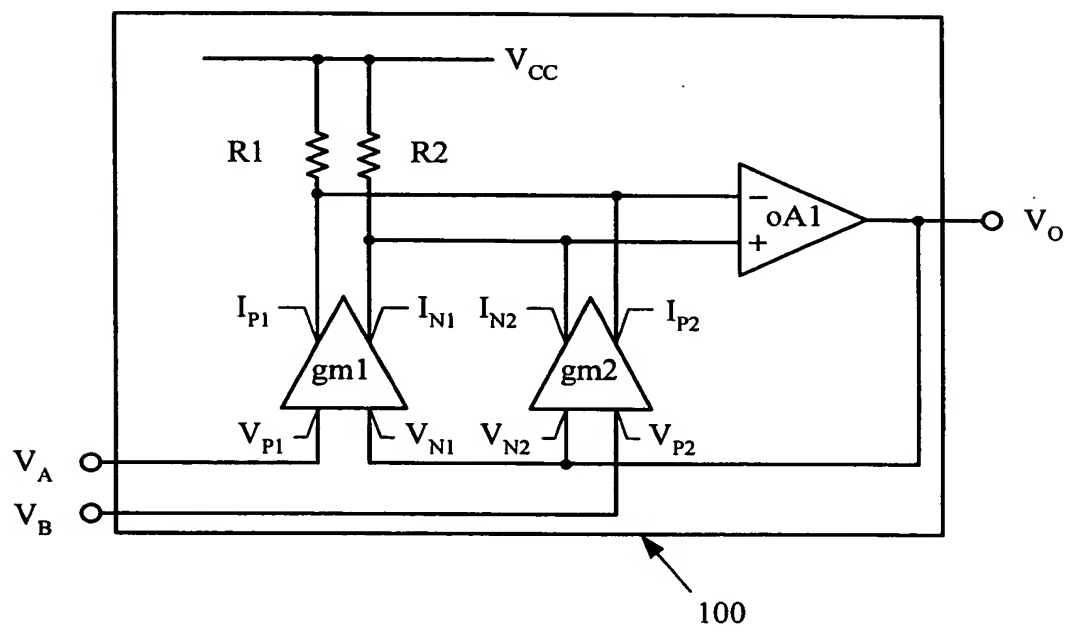 V_CC
R1 R2
− oA1 +
V_O
I_P1 I_N1 I_N2 I_P2
gm1 gm2
V_P1 V_N1 V_N2 V_P2
V_A
V_B
100